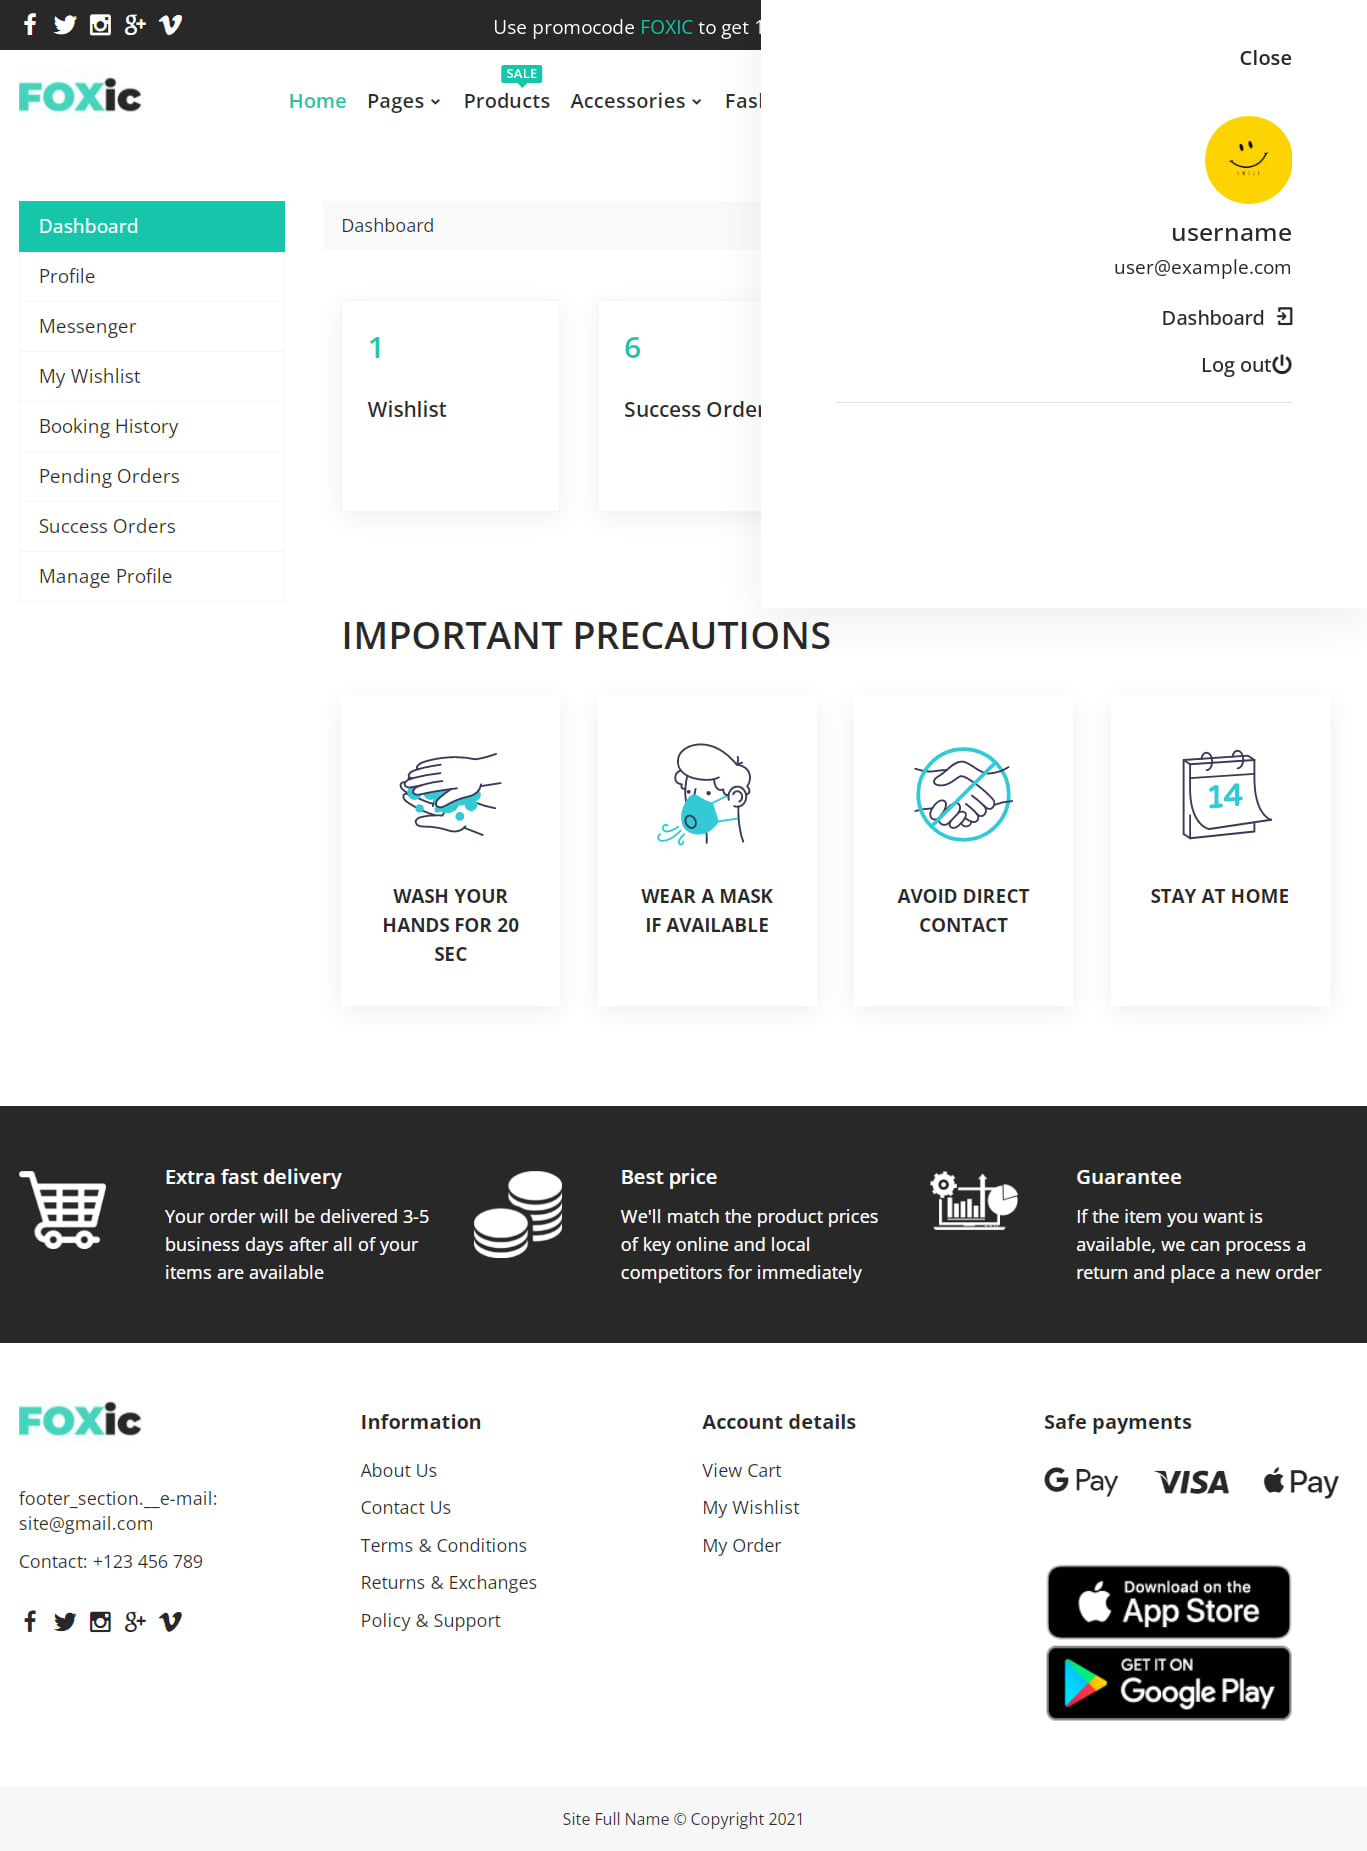 Use promocode FOXIC to get 1
Close
SALE
FOXic
Home
Pages
Products
Accessories
SMILE
username
user@example.com
Dashboard
Log out
Dashboard
Profile
Messenger
My Wishlist
Booking History
Pending Orders
Success Orders
Manage Profile
Dashboard
1
Wishlist
6
Success Order
IMPORTANT PRECAUTIONS
WASH YOUR
HANDS FOR 20
SEC
WEAR A MASK
IF AVAILABLE
AVOID DIRECT
CONTACT
14
STAY AT HOME
Extra fast delivery
Your order will be delivered 3-5
business days after all of your
items are available
Best price
We'll match the product prices
of key online and local
competitors for immediately
Guarantee
If the item you want is
available, we can process a
return and place a new order
FOXic
footer_section.__e-mail:
site@gmail.com
Contact: +123 456 789
Information
About Us
Contact Us
Terms & Conditions
Returns & Exchanges
Policy & Support
Account details
View Cart
My Wishlist
My Order
Safe payments
G Pay
VISA
Pay
Download on the
App Store
GET IT ON
Google Play
Site Full Name © Copyright 2021